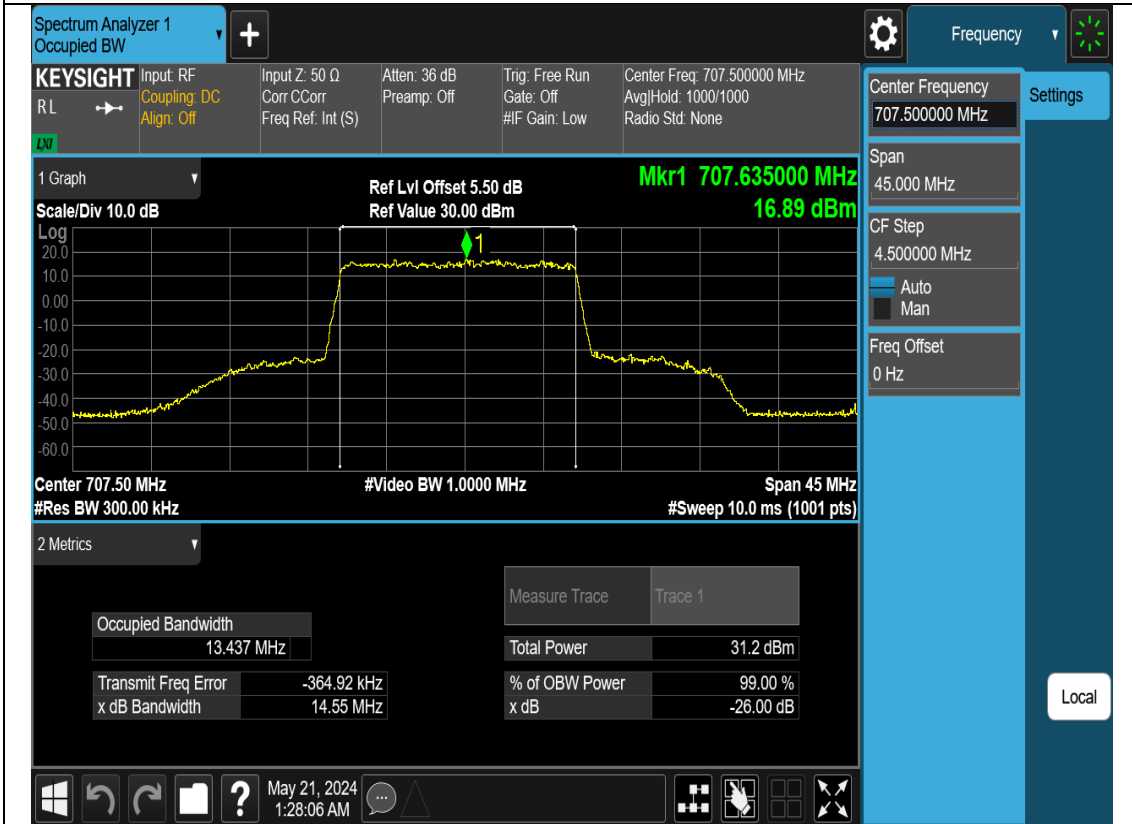 Spectrum Analyzer 1
Occupied BW
+
Frequency
KEYSIGHT
R L
LXI
Input: RF
Coupling: DC
Align: Off
Input Z: 50 Ω
Corr CCorr
Freq Ref: Int (S)
Atten: 36 dB
Preamp: Off
Trig: Free Run
Gate: Off
#IF Gain: Low
Center Freq: 707.500000 MHz
Avg|Hold: 1000/1000
Radio Std: None
Center Frequency
707.500000 MHz
Settings
Span
45.000 MHz
CF Step
4.500000 MHz
Auto
Man
Freq Offset
0 Hz
Local
1 Graph
Scale/Div 10.0 dB
Ref Lvl Offset 5.50 dB
Ref Value 30.00 dBm
Mkr1 707.635000 MHz
16.89 dBm
Log
1
20.0
10.0
0.00
-10.0
-20.0
-30.0
-40.0
-50.0
-60.0
Center 707.50 MHz
#Video BW 1.0000 MHz
Span 45 MHz
#Res BW 300.00 kHz
#Sweep 10.0 ms (1001 pts)
2 Metrics
Measure Trace
Trace 1
Occupied Bandwidth
13.437 MHz
Total Power
31.2 dBm
Transmit Freq Error
-364.92 kHz
% of OBW Power
99.00 %
x dB Bandwidth
14.55 MHz
x dB
-26.00 dB
?
May 21, 2024
1:28:06 AM